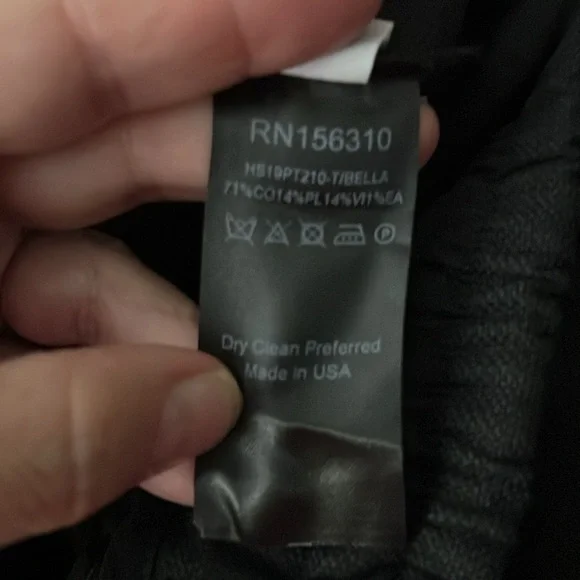 RN156310
HS19PT210-T/BELLA
71%CO14%PL14%VI1%EA
P
Dry Clean Preferred
Made in USA